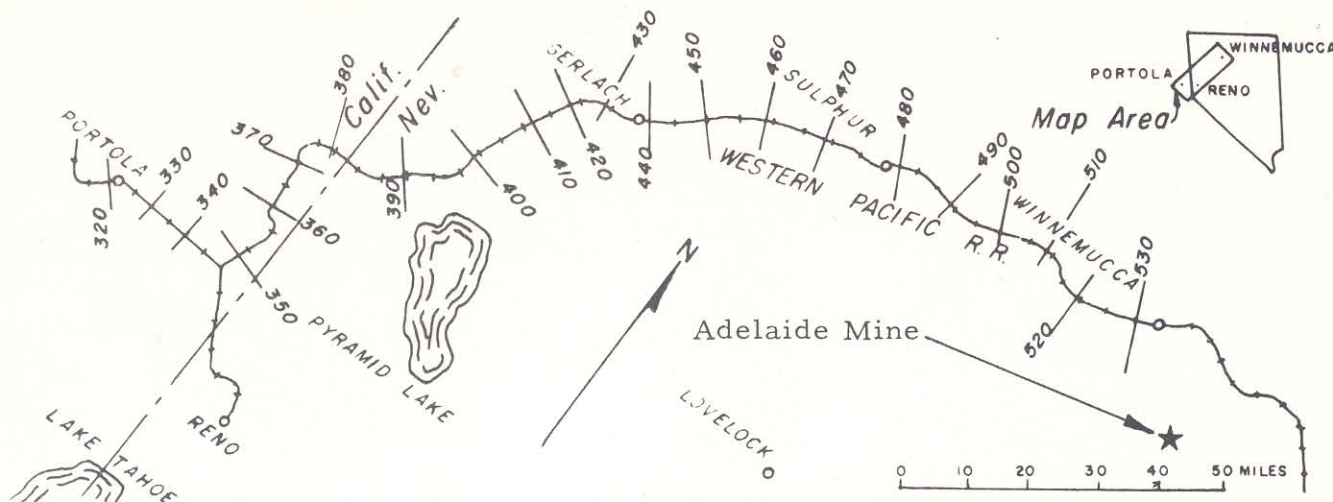 PORTOLA
320
330
340
350
360
370
380
Calif.
Nev.
390
400
410
420
430
GERLACH
440
450
460
SULPHUR
470
480
490
500
510
WESTERN PACIFIC R.R.
WINNEMUCCA
520
530
WINNEMUCCA
PORTOLA
RENO
Map Area
N
PYRAMID LAKE
RENO
LAKE TAHOE
Adelaide Mine
LOVELOCK
0 10 20 30 40 50 MILES